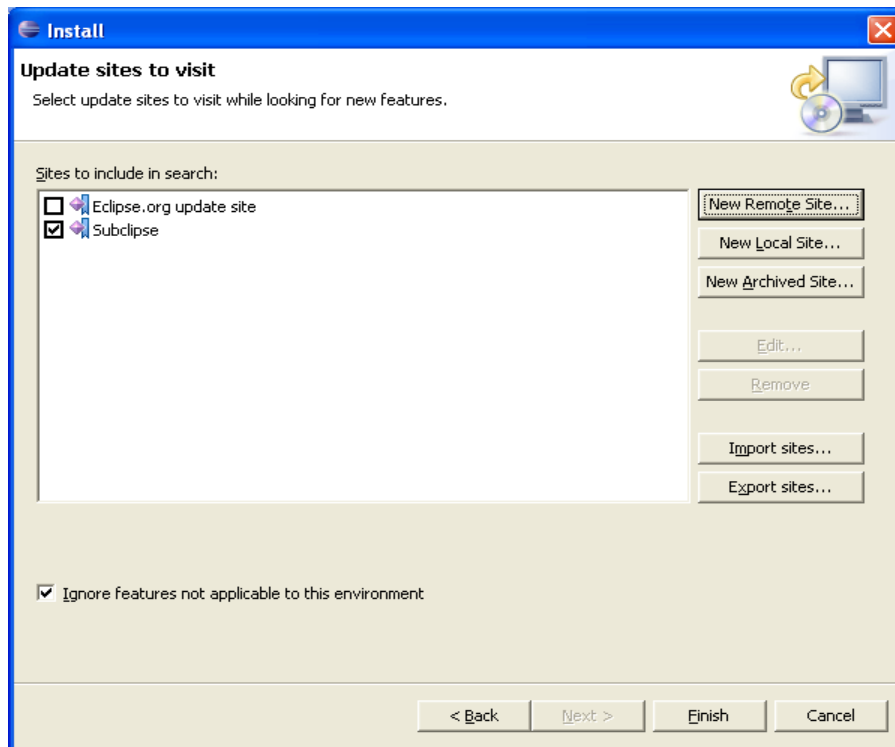 Install
Update sites to visit
Select update sites to visit while looking for new features.
Sites to include in search:
Eclipse.org update site
Subclipse
New Remote Site...
New Local Site...
New Archived Site...
Edit...
Remove
Import sites...
Export sites...
Ignore features not applicable to this environment
< Back
Next >
Finish
Cancel